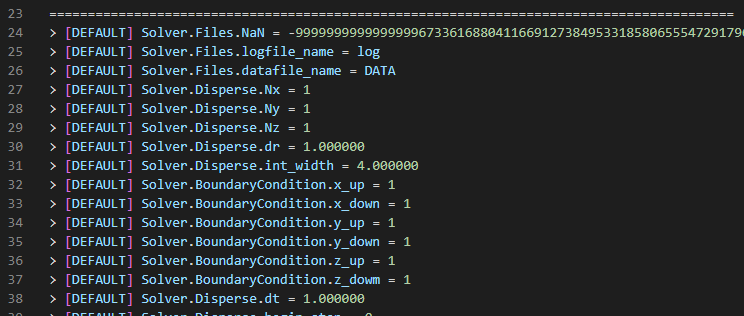 23 ================================================================================
24 > [DEFAULT] Solver.Files.NaN = -999999999999999967336168804116691273849533185806555472917
25 > [DEFAULT] Solver.Files.logfile_name = log
26 > [DEFAULT] Solver.Files.datafile_name = DATA
27 > [DEFAULT] Solver.Disperse.Nx = 1
28 > [DEFAULT] Solver.Disperse.Ny = 1
29 > [DEFAULT] Solver.Disperse.Nz = 1
30 > [DEFAULT] Solver.Disperse.dr = 1.000000
31 > [DEFAULT] Solver.Disperse.int_width = 4.000000
32 > [DEFAULT] Solver.BoundaryCondition.x_up = 1
33 > [DEFAULT] Solver.BoundaryCondition.x_down = 1
34 > [DEFAULT] Solver.BoundaryCondition.y_up = 1
35 > [DEFAULT] Solver.BoundaryCondition.y_down = 1
36 > [DEFAULT] Solver.BoundaryCondition.z_up = 1
37 > [DEFAULT] Solver.BoundaryCondition.z_dowm = 1
38 > [DEFAULT] Solver.Disperse.dt = 1.000000